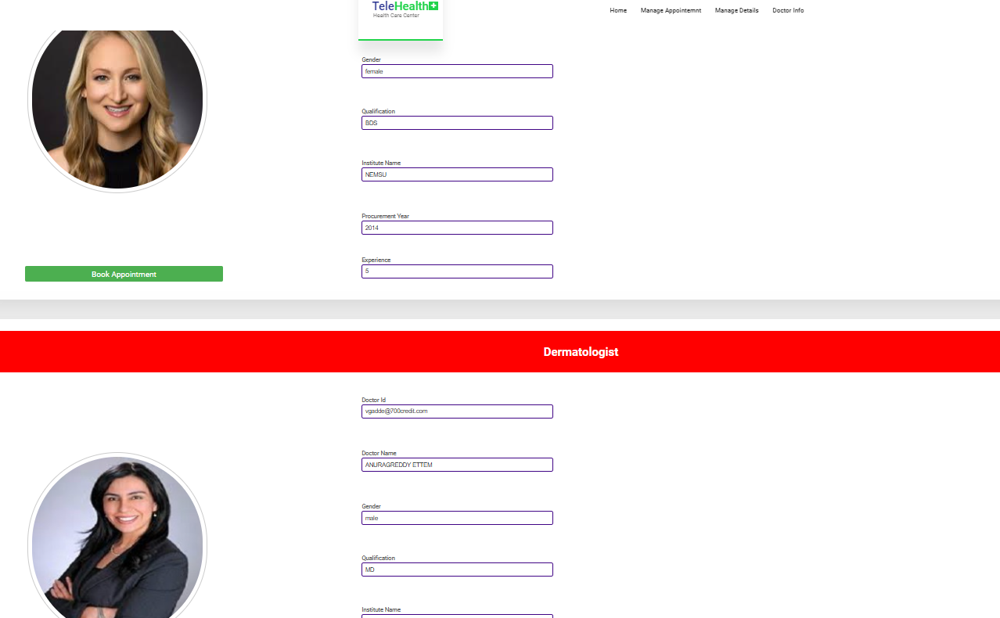 TeleHealth
Health Care Center
Home Manage Appointemnt Manage Details Doctor Info
Gender
female
Qualification
BDS
Institute Name
NEMSU
Procurement Year
2014
Experience
5
Book Appointment
Dermatologist
Doctor Id
vgadde@700credit.com
Doctor Name
ANURAGREDDY ETTEM
Gender
male
Qualification
MD
Institute Name